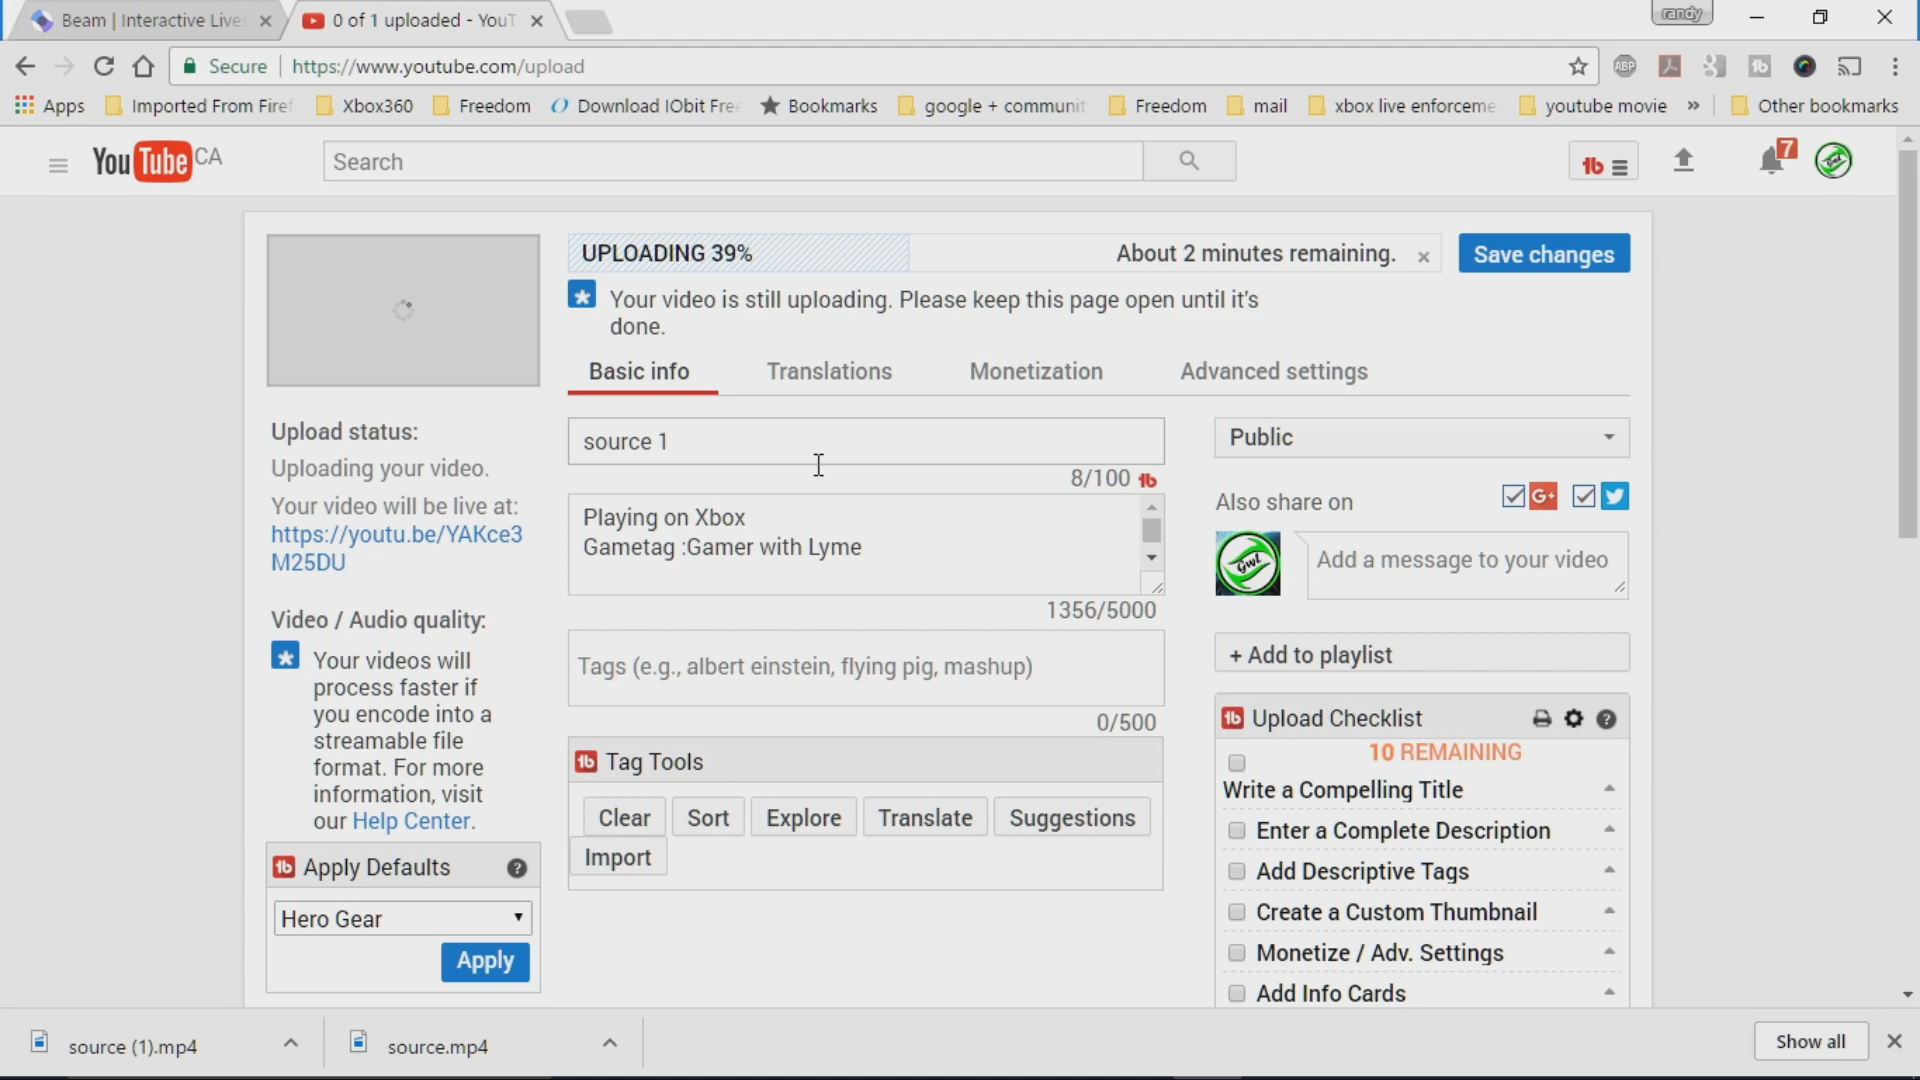 Beam | Interactive Lives
0 of 1 uploaded - YouT
randy
Secure
https://www.youtube.com/upload
ABP
Apps
Imported From Firef
Xbox360
Freedom
Download IObit Free
Bookmarks
google + communit
Freedom
mail
xbox live enforceme
youtube movie
»
Other bookmarks
YouTube CA
Search
7
UPLOADING 39%
About 2 minutes remaining.
Save changes
Your video is still uploading. Please keep this page open until it's
done.
Basic info
Translations
Monetization
Advanced settings
Upload status:
Uploading your video.
Your video will be live at:
https://youtu.be/YAKce3
M25DU
Video / Audio quality:
Your videos will
process faster if
you encode into a
streamable file
format. For more
information, visit
our Help Center.
Apply Defaults
Hero Gear
Apply
source 1
8/100
Playing on Xbox
Gametag :Gamer with Lyme
1356/5000
Tags (e.g., albert einstein, flying pig, mashup)
0/500
Tag Tools
Clear
Sort
Explore
Translate
Suggestions
Import
Public
Also share on
G+
GwL
Add a message to your video
+ Add to playlist
Upload Checklist
10 REMAINING
Write a Compelling Title
Enter a Complete Description
Add Descriptive Tags
Create a Custom Thumbnail
Monetize / Adv. Settings
Add Info Cards
source (1).mp4
source.mp4
Show all